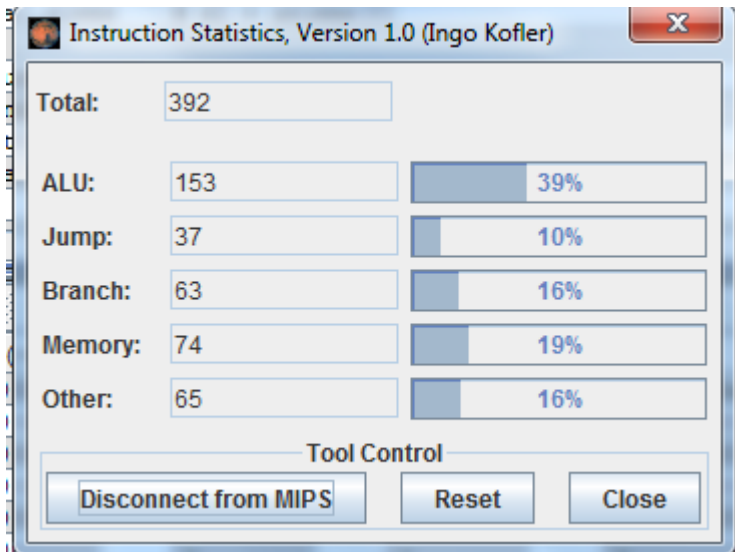 Instruction Statistics, Version 1.0 (Ingo Kofler)
Total: 392
ALU: 153 39%
Jump: 37 10%
Branch: 63 16%
Memory: 74 19%
Other: 65 16%
Tool Control
Disconnect from MIPS Reset Close